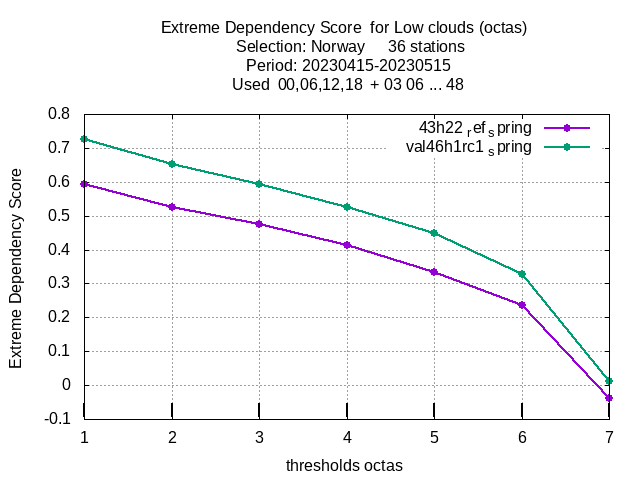 Extreme Dependency Score  for Low clouds (octas)
Selection: Norway     36 stations
Period: 20230415-20230515
Used  00,06,12,18  + 03 06 ... 48
43h22 ref spring
val46h1rc1 spring
Extreme Dependency Score
0.8
0.7
0.6
0.5
0.4
0.3
0.2
0.1
0
-0.1
1 2 3 4 5 6 7
thresholds octas